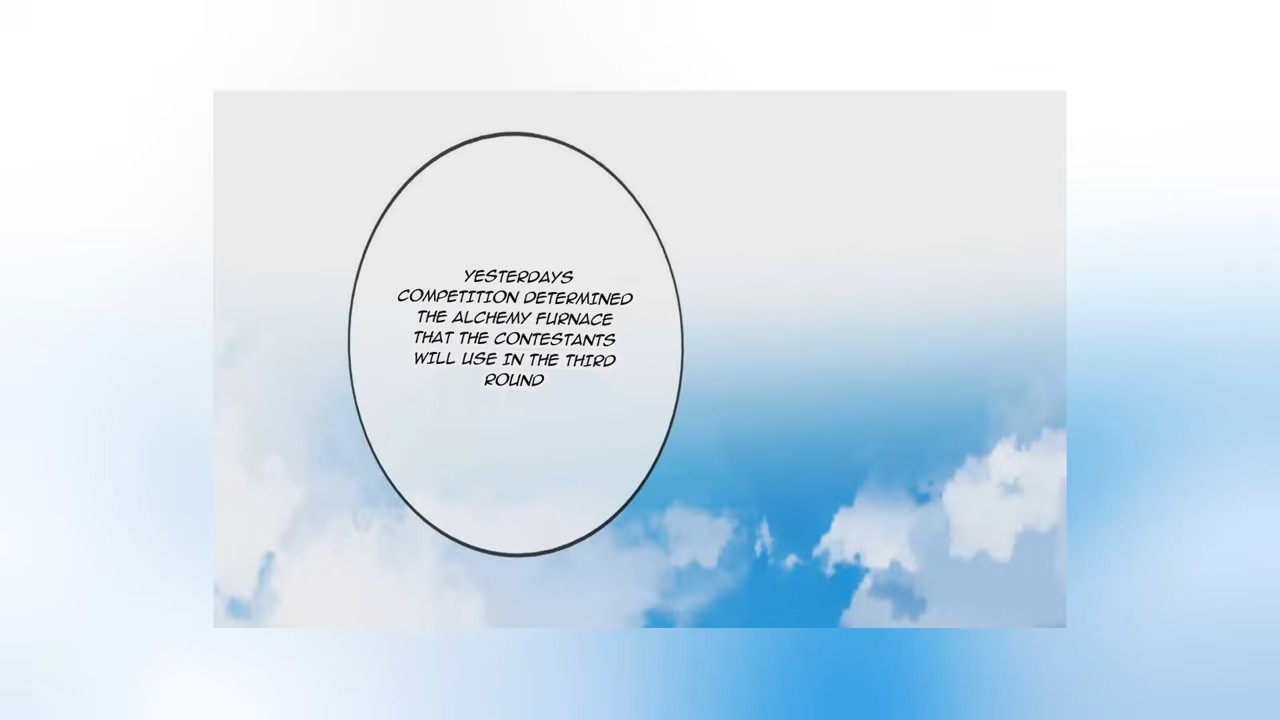 YESTERDAYS
COMPETITION DETERMINED
THE ALCHEMY FURNACE
THAT THE CONTESTANTS
WILL USE IN THE THIRD
ROUND